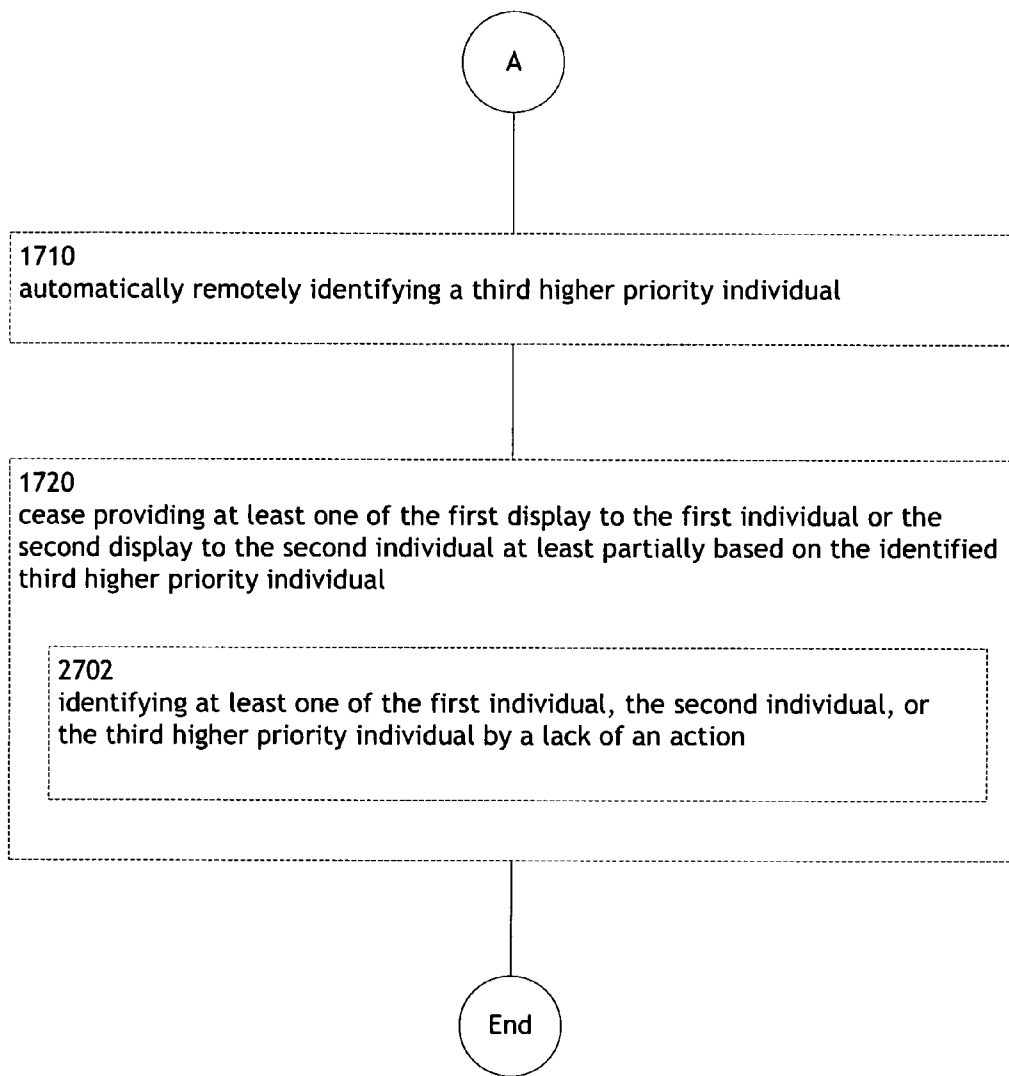 A
1710
automatically remotely identifying a third higher priority individual
1720
cease providing at least one of the first display to the first individual or the
second display to the second individual at least partially based on the identified
third higher priority individual
2702
identifying at least one of the first individual, the second individual, or
the third higher priority individual by a lack of an action
End